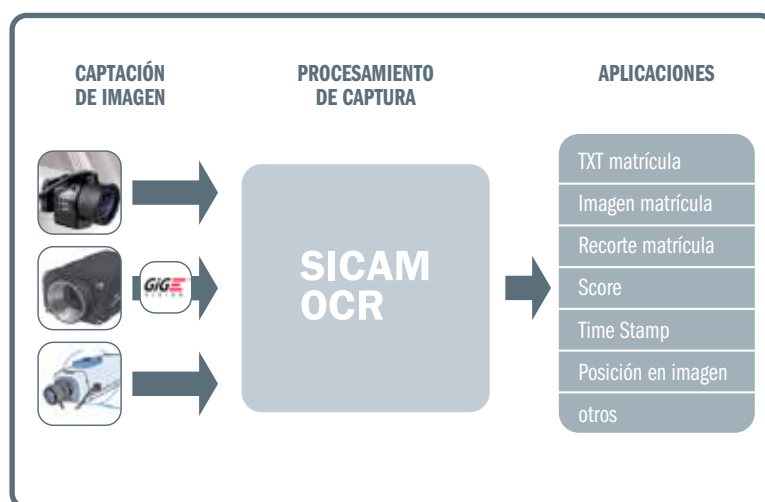 CAPTACIÓN
DE IMAGEN
PROCESAMIENTO
DE CAPTURA
APLICACIONES
GiGE
VISION
SICAM
OCR
TXT matrícula
Imagen matrícula
Recorte matrícula
Score
Time Stamp
Posición en imagen
otros